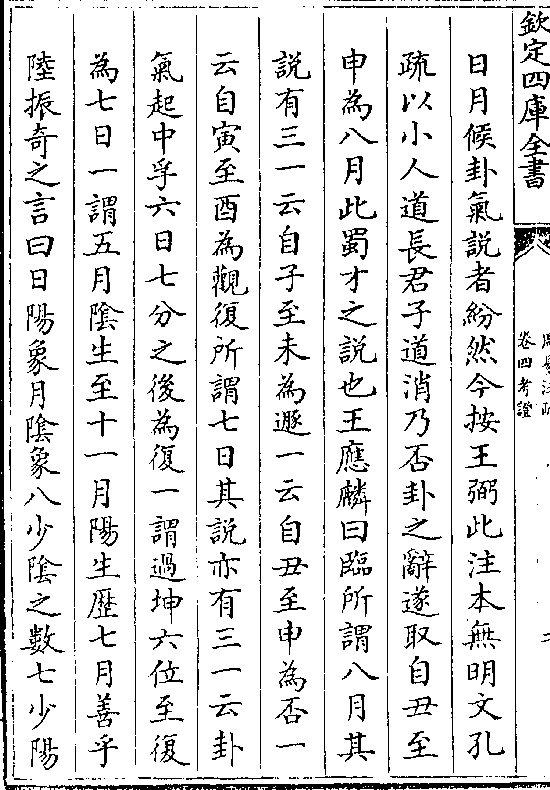 欽定四庫全書
卷四考證
日月候卦氣說者紛然今按王弼此注本無明文孔
疏以小人道長君子道消乃否卦之辭遂取自丑至
申為八月此蜀才之說也王應麟曰臨所謂八月其
說有三一云自子至未為遯一云自丑至申為否一
云自寅至酉為觀復所謂七日其說亦有三一云卦
氣起中孚六日七分之後為復一謂過坤六位至復
為七日一謂五月陰生至十一月陽生歴七月善乎
陸振奇之言曰日陽象月陰象八少陰之數七少陽